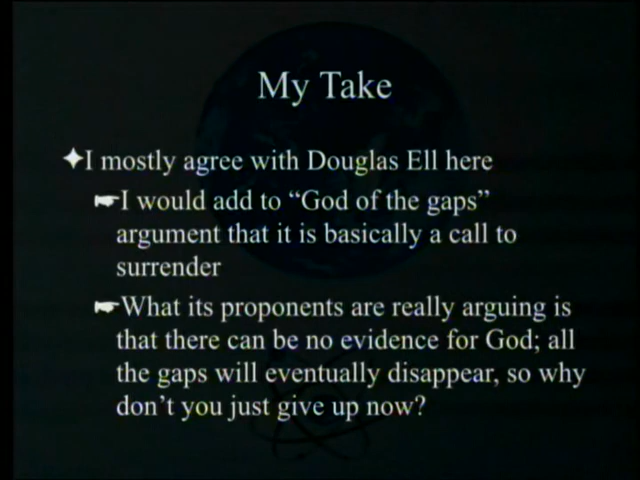 My Take
I mostly agree with Douglas Ell here
I would add to “God of the gaps”
argument that it is basically a call to
surrender
What its proponents are really arguing is
that there can be no evidence for God; all
the gaps will eventually disappear, so why
don’t you just give up now?